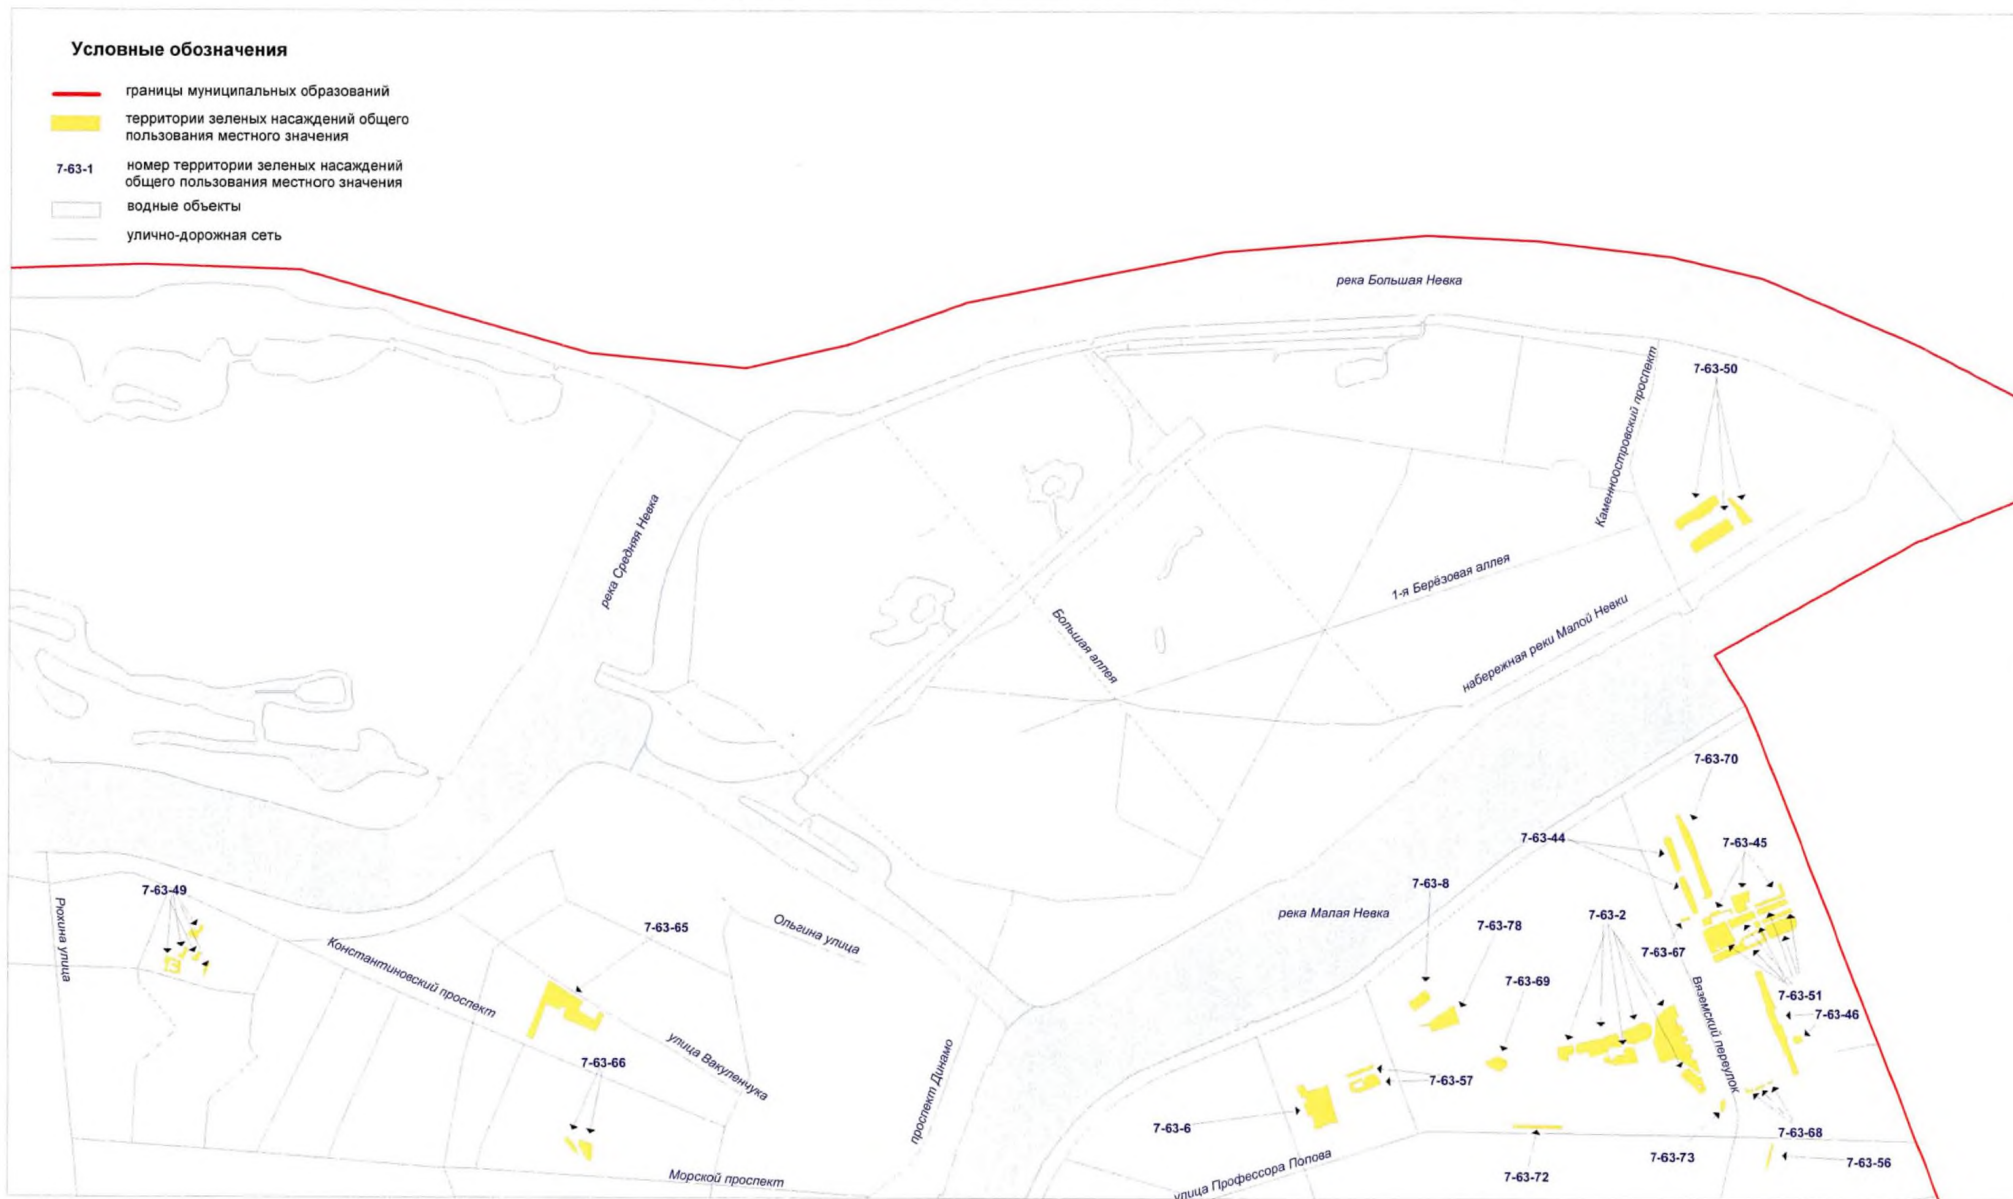 Условные обозначения
границы муниципальных образований
территории зеленых насаждений общего
пользования местного значения
7-63-1
номер территории зеленых насаждений
общего пользования местного значения
водные объекты
улично-дорожная сеть
река Большая Невка
Каменноостровский проспект
7-63-50
река Средняя Невка
1-я Берёзовая аллея
Большая аллея
набережная реки Малой Невки
7-63-70
7-63-44
7-63-45
7-63-8
7-63-49
Рюхина улица
река Малая Невка
7-63-2
Ольгина улица
7-63-65
7-63-78
Константиновский проспект
7-63-67
7-63-69
Вяземский переулок
7-63-51
7-63-46
улица Вакуленчука
7-63-66
проспект Динамо
7-63-57
7-63-6
7-63-68
7-63-73
7-63-56
улица Профессора Попова
7-63-72
Морской проспект